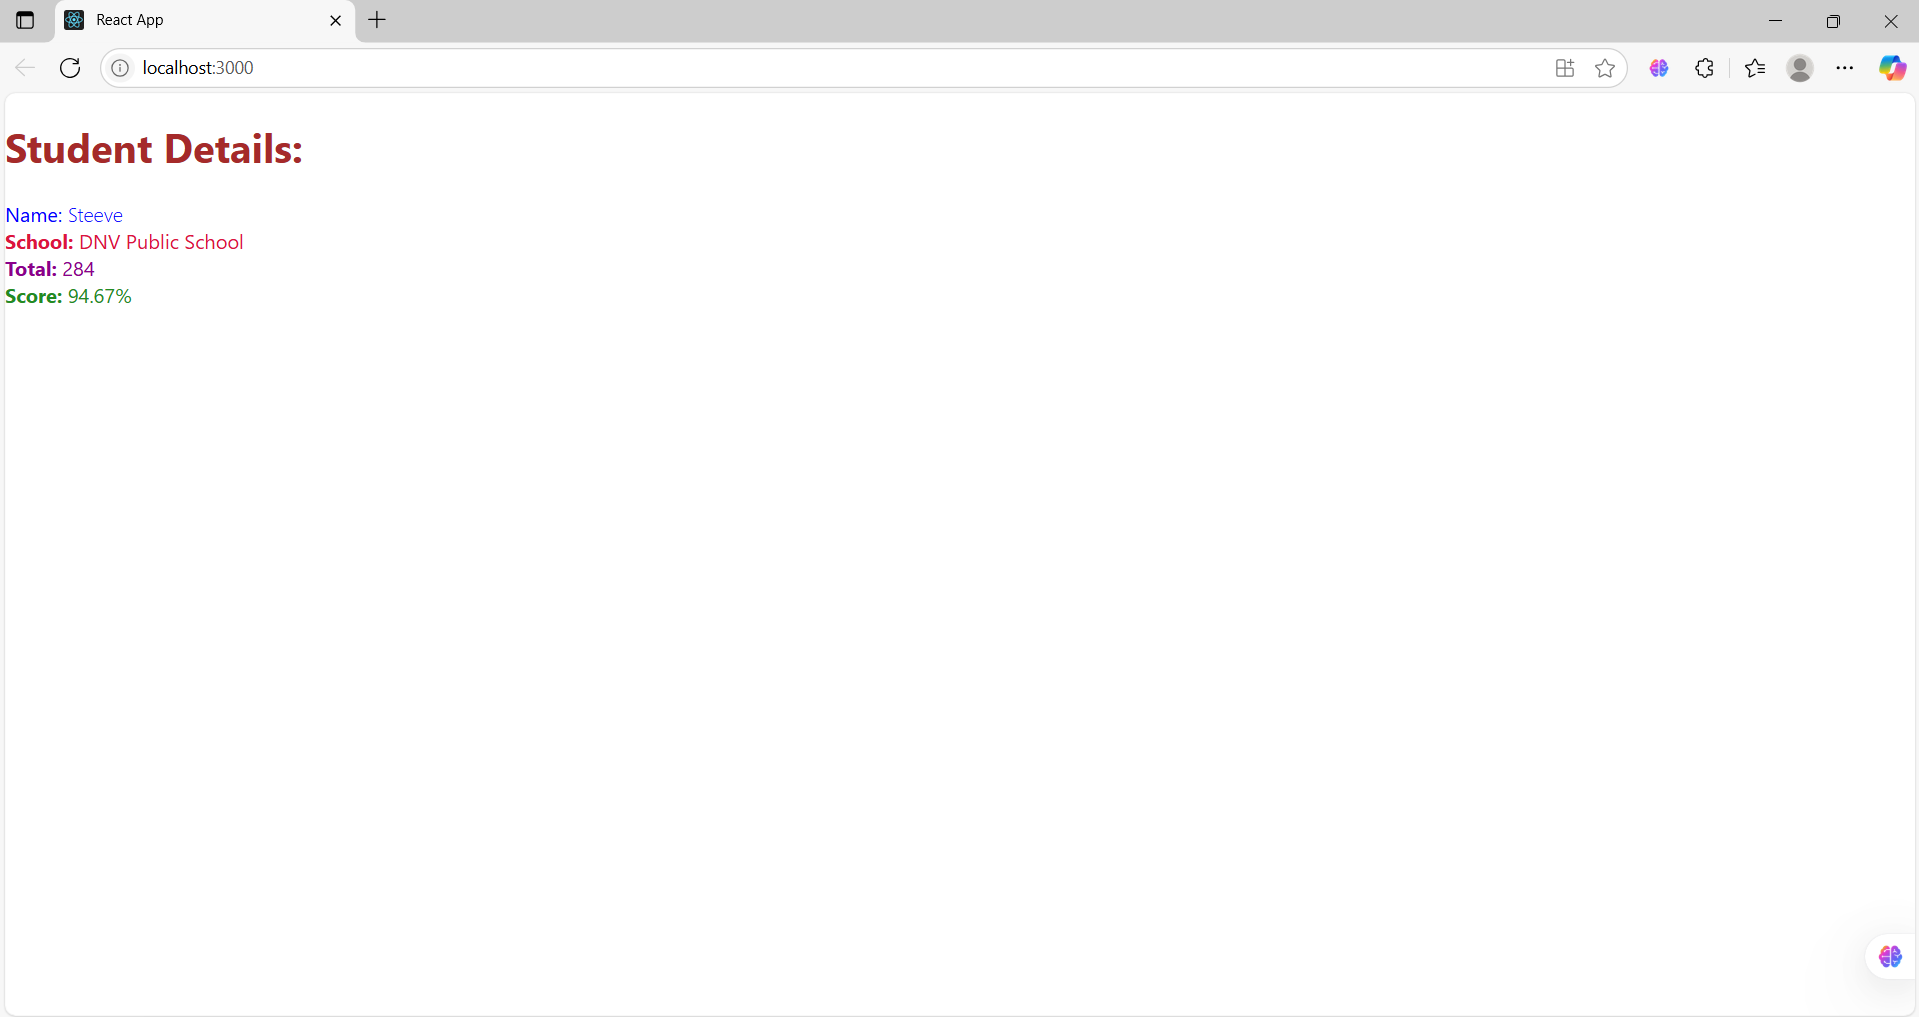 React App
localhost:3000
Student Details:
Name: Steeve
School: DNV Public School
Total: 284
Score: 94.67%